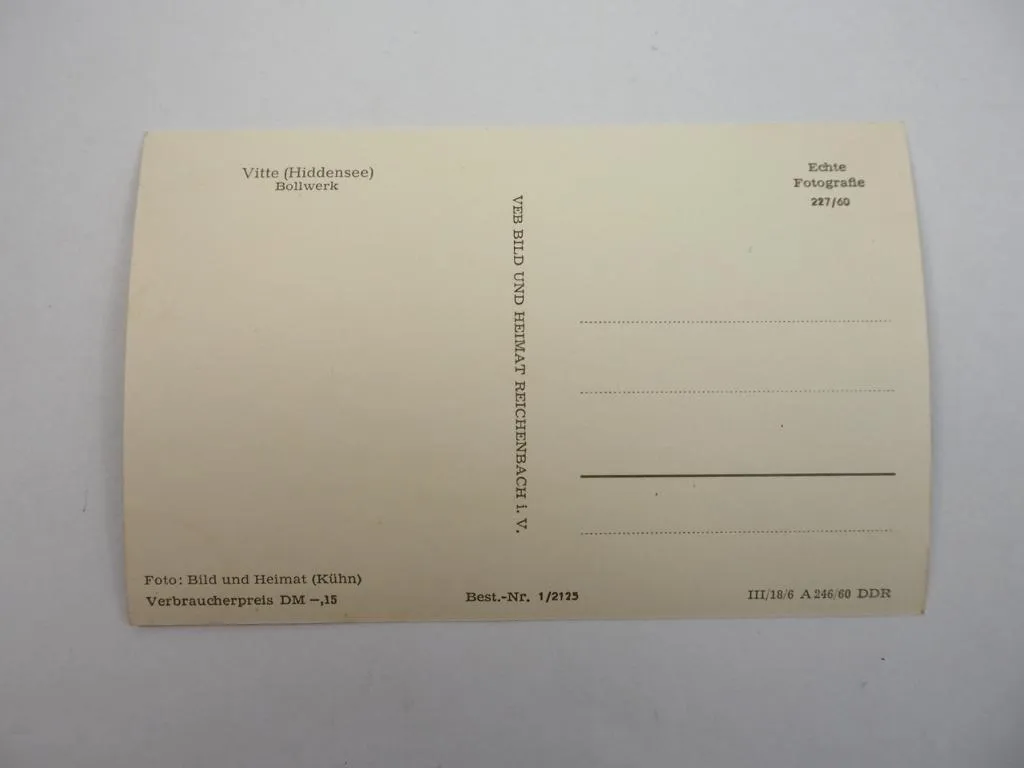 Vitte (Hiddensee)
Bollwerk
Echte
Fotografie
227/60
VEB BILD UND HEIMAT REICHENBACH i. V.
Foto: Bild und Heimat (Kühn)
Verbraucherpreis DM –,15
Best.-Nr. 1/2125
III/18/6 A 246/60 DDR